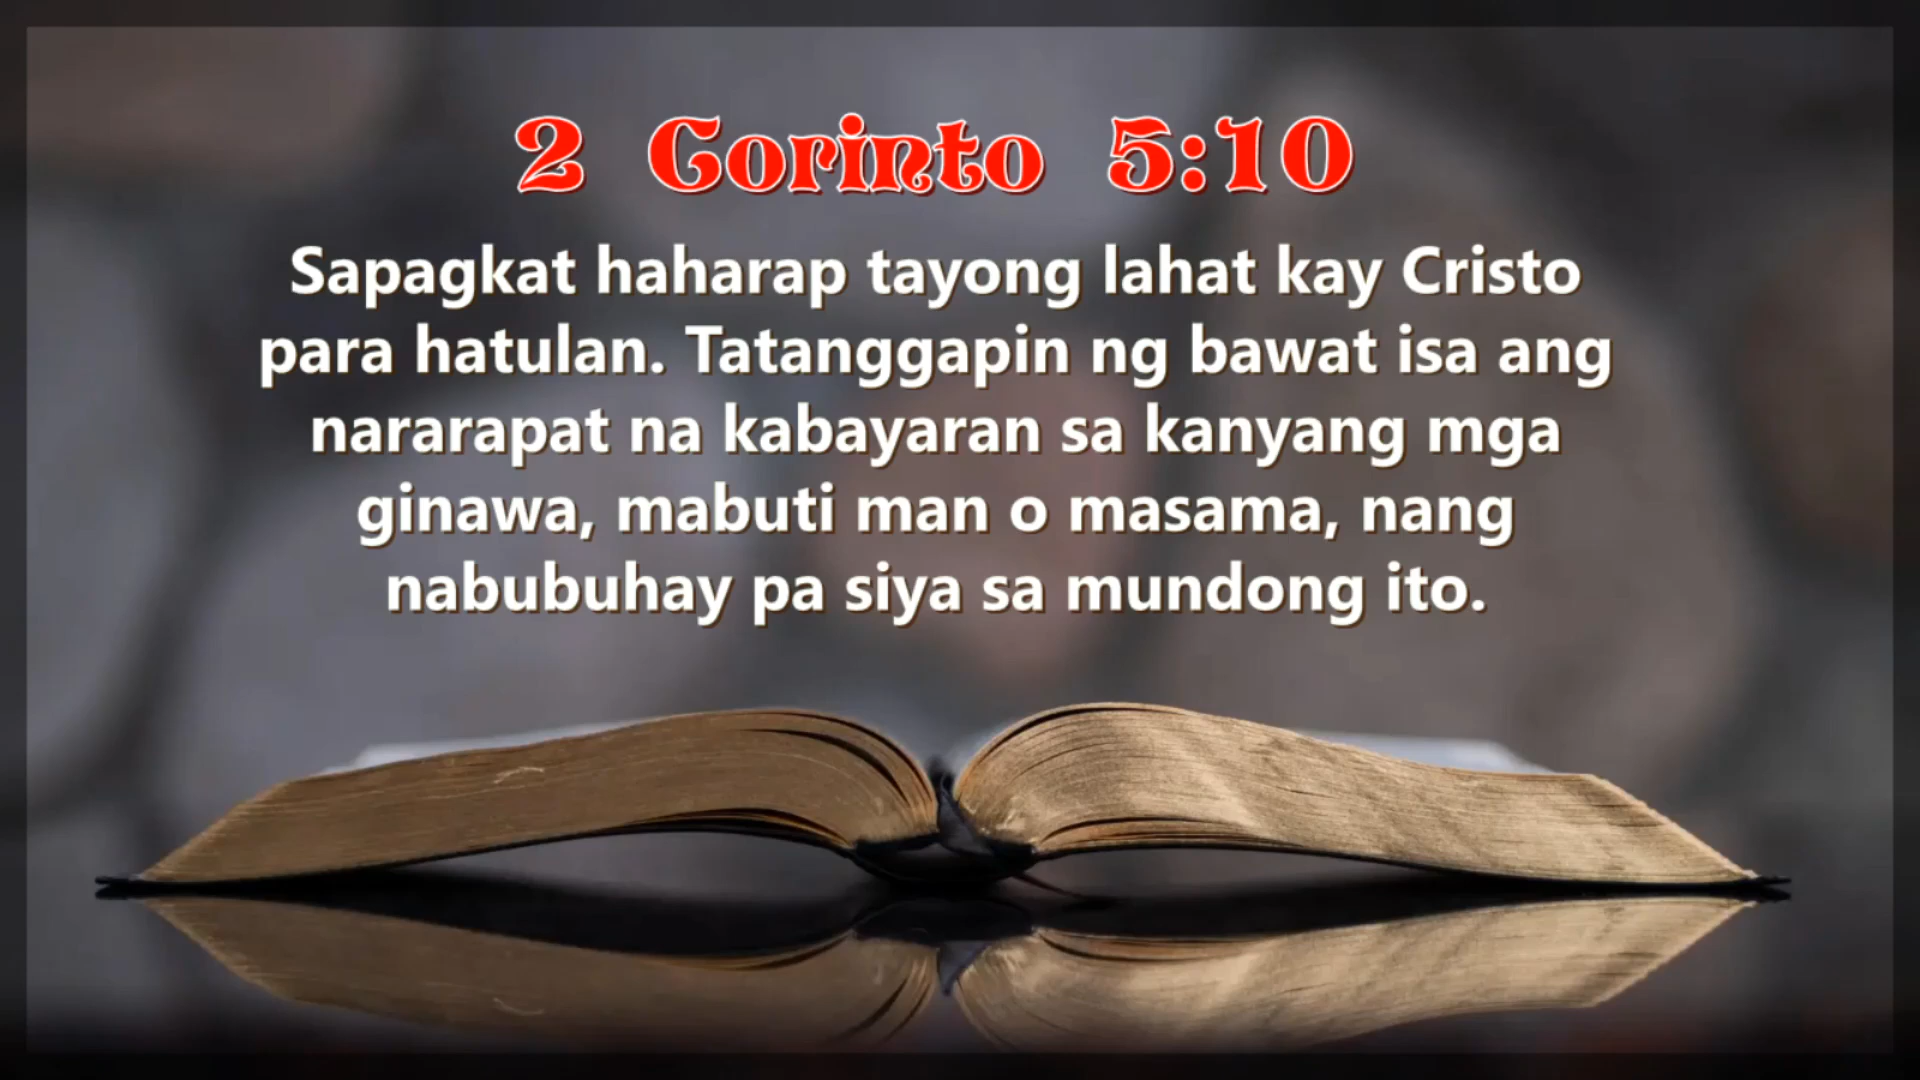 2 Corinto 5:10
Sapagkat haharap tayong lahat kay Cristo
para hatulan. Tatanggapin ng bawat isa ang
nararapat na kabayaran sa kanyang mga
ginawa, mabuti man o masama, nang
nabubuhay pa siya sa mundong ito.